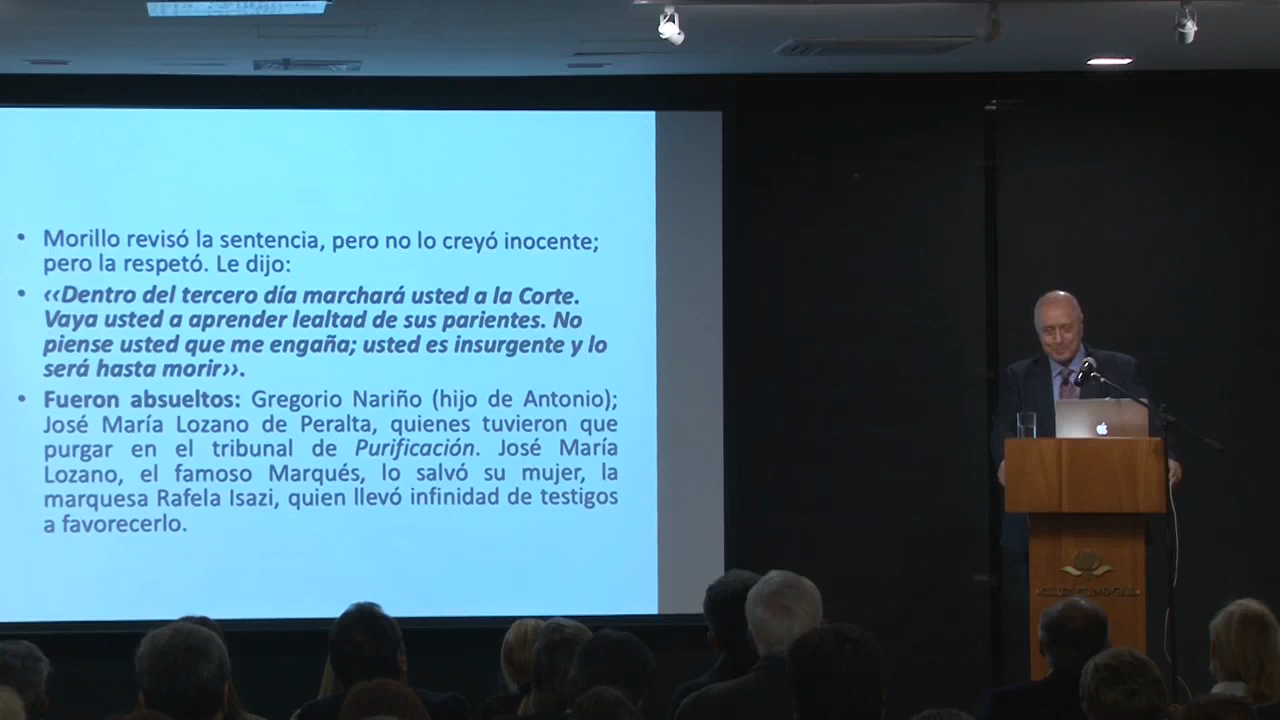 • Morillo revisó la sentencia, pero no lo creyó inocente;
pero la respetó. Le dijo:
• ‹‹Dentro del tercero día marchará usted a la Corte.
Vaya usted a aprender lealtad de sus parientes. No
piense usted que me engaña; usted es insurgente y lo
será hasta morir››.
• Fueron absueltos: Gregorio Nariño (hijo de Antonio);
José María Lozano de Peralta, quienes tuvieron que
purgar en el tribunal de Purificación. José María
Lozano, el famoso Marqués, lo salvó su mujer, la
marquesa Rafela Isazi, quien llevó infinidad de testigos
a favorecerlo.